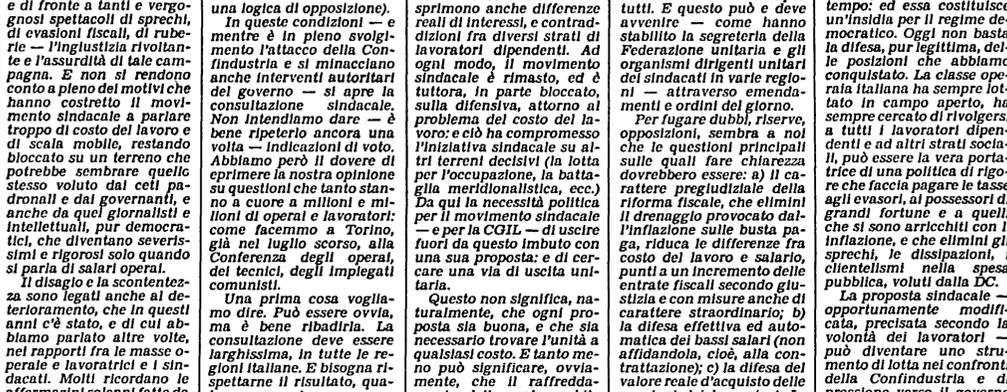 e di fronte a tanti e vergo-
gnosi spettacoli di sprechi,
di evasioni fiscali, di rube-
rie — l'ingiustizia rivoltan-
te e l'assurdità di tale cam-
pagna. E non si rendono
conto a pieno dei motivi che
hanno costretto il movi-
mento sindacale a parlare
troppo di costo del lavoro e
di scala mobile, restando
bloccato su un terreno che
potrebbe sembrare quello
stesso voluto dai ceti pa-
dronali e dai governanti, e
anche da quei giornalisti e
intellettuali, pur democra-
tici, che diventano severis-
simi e rigorosi solo quando
si parla di salari operai.
Il disagio e la scontentez-
za sono legati anche al de-
terioramento, che in questi
anni c'è stato, e di cui ab-
biamo parlato altre volte,
nei rapporti fra le masse o-
peraie e lavoratrici e i sin-
dacati. Molti ricordano le
una logica di opposizione).
In queste condizioni — e
mentre è in pieno svolgi-
mento l'attacco della Con-
findustria e si minacciano
anche interventi autoritari
del governo — si apre la
consultazione sindacale.
Non intendiamo dare — è
bene ripeterlo ancora una
volta — indicazioni di voto.
Abbiamo però il dovere di
eprimere la nostra opinione
su questioni che tanto stan-
no a cuore a milioni e mi-
lioni di operai e lavoratori:
come facemmo a Torino,
già nel luglio scorso, alla
Conferenza degli operai,
dei tecnici, degli impiegati
comunisti.
Una prima cosa voglia-
mo dire. Può essere ovvia,
ma è bene ribadirla. La
consultazione deve essere
larghissima, in tutte le re-
gioni italiane. E bisogna ri-
spettarne il risultato, qua-
sprimono anche differenze
reali di interessi, e contrad-
dizioni fra diversi strati di
lavoratori dipendenti. Ad
ogni modo, il movimento
sindacale è rimasto, ed è
tuttora, in parte bloccato,
sulla difensiva, attorno al
problema del costo del la-
voro: e ciò ha compromesso
l'iniziativa sindacale su al-
tri terreni decisivi (la lotta
per l'occupazione, la batta-
glia meridionalistica, ecc.)
Da qui la necessità politica
per il movimento sindacale
— e per la CGIL — di uscire
fuori da questo imbuto con
una sua proposta: e di cer-
care una via di uscita uni-
taria.
Questo non significa, na-
turalmente, che ogni pro-
posta sia buona, e che sia
necessario trovare l'unità a
qualsiasi costo. E tanto me-
no può significare, ovvia-
mente, che il raffredda-
tutti. E questo può e deve
avvenire — come hanno
stabilito la segreteria della
Federazione unitaria e gli
organismi dirigenti unitari
dei sindacati in varie regio-
ni — attraverso emenda-
menti e ordini del giorno.
Per fugare dubbi, riserve,
opposizioni, sembra a noi
che le questioni principali
sulle quali fare chiarezza
dovrebbero essere: a) il ca-
rattere pregiudiziale della
riforma fiscale, che elimini
il drenaggio provocato dal-
l'inflazione sulle busta pa-
ga, riduca le differenze fra
costo del lavoro e salario,
punti a un incremento delle
entrate fiscali secondo giu-
stizia e con misure anche di
carattere straordinario; b)
la difesa effettiva ed auto-
matica dei bassi salari (non
affidandola, cioè, alla con-
trattazione); c) la difesa del
valore reale d'acquisto delle
tempo: ed essa costituisce
un'insidia per il regime de-
mocratico. Oggi non basta
la difesa, pur legittima, del-
le posizioni che abbiamo
conquistato. La classe ope-
raia italiana ha sempre lot-
tato in campo aperto, ha
sempre cercato di rivolgersi
a tutti i lavoratori dipen-
denti e ad altri strati socia-
li, può essere la vera porta-
trice di una politica di rigo-
re che faccia pagare le tasse
agli evasori, ai possessori di
grandi fortune e a quelli
che si sono arricchiti con l'
inflazione, e che elimini gli
sprechi, le dissipazioni, i
clientelismi nella spesa
pubblica, voluti dalla DC.
La proposta sindacale —
opportunamente modifi-
cata, precisata secondo la
volontà dei lavoratori —
può diventare uno stru-
mento di lotta nei confronti
della Confindustria e di